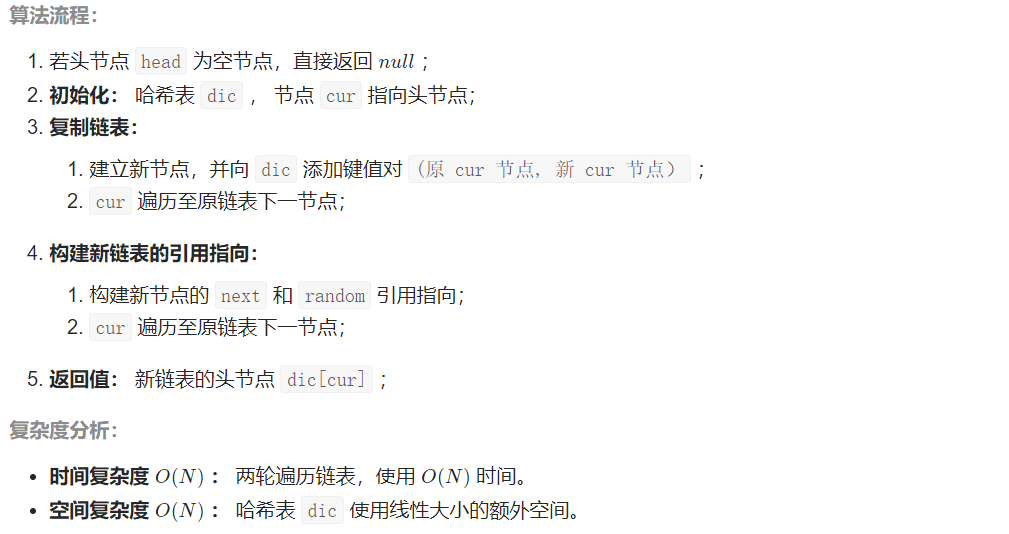 算法流程：
1. 若头节点 head 为空节点，直接返回 null ；
2. 初始化： 哈希表 dic ， 节点 cur 指向头节点；
3. 复制链表：
1. 建立新节点，并向 dic 添加键值对 （原 cur 节点, 新 cur 节点） ；
2. cur 遍历至原链表下一节点；
4. 构建新链表的引用指向：
1. 构建新节点的 next 和 random 引用指向；
2. cur 遍历至原链表下一节点；
5. 返回值： 新链表的头节点 dic[cur] ；
复杂度分析：
• 时间复杂度 O(N) ： 两轮遍历链表，使用 O(N) 时间。
• 空间复杂度 O(N) ： 哈希表 dic 使用线性大小的额外空间。